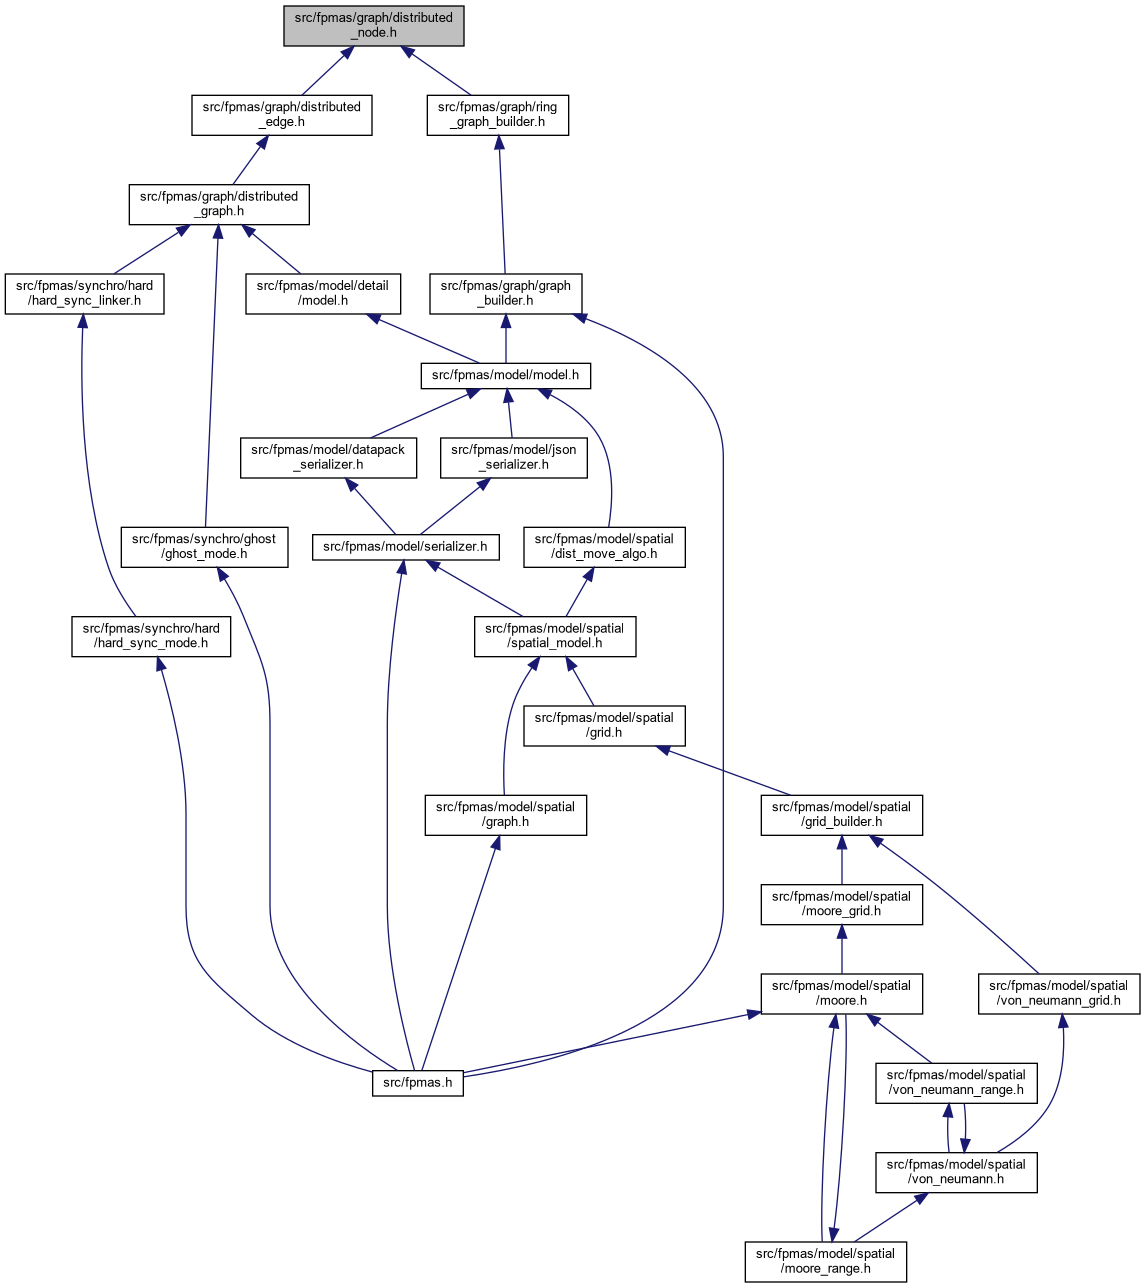 src/fpmas/graph/distributed
_node.h
src/fpmas/graph/distributed
_edge.h
src/fpmas/graph/ring
_graph_builder.h
src/fpmas/graph/distributed
_graph.h
src/fpmas/synchro/hard
/hard_sync_linker.h
src/fpmas/model/detail
/model.h
src/fpmas/graph/graph
_builder.h
src/fpmas/model/model.h
src/fpmas/model/datapack
_serializer.h
src/fpmas/model/json
_serializer.h
src/fpmas/synchro/ghost
/ghost_mode.h
src/fpmas/model/serializer.h
src/fpmas/model/spatial
/dist_move_algo.h
src/fpmas/synchro/hard
/hard_sync_mode.h
src/fpmas/model/spatial
/spatial_model.h
src/fpmas/model/spatial
/grid.h
src/fpmas/model/spatial
/graph.h
src/fpmas/model/spatial
/grid_builder.h
src/fpmas/model/spatial
/moore_grid.h
src/fpmas/model/spatial
/moore.h
src/fpmas/model/spatial
/von_neumann_grid.h
src/fpmas.h
src/fpmas/model/spatial
/von_neumann_range.h
src/fpmas/model/spatial
/von_neumann.h
src/fpmas/model/spatial
/moore_range.h